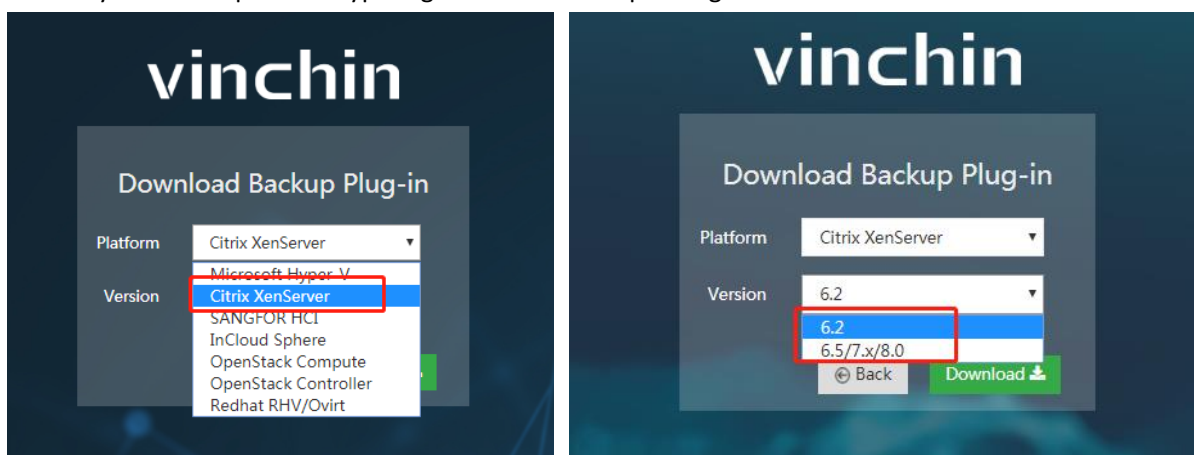 vinchin
Download Backup Plug-in
Platform Citrix XenServer
Microsoft Hyper-V
Version Citrix XenServer
SANGFOR HCI
InCloud Sphere
OpenStack Compute
OpenStack Controller
Redhat RHV/Ovirt
vinchin
Download Backup Plug-in
Platform Citrix XenServer
Version 6.2
6.2
6.5/7.x/8.0
Back Download